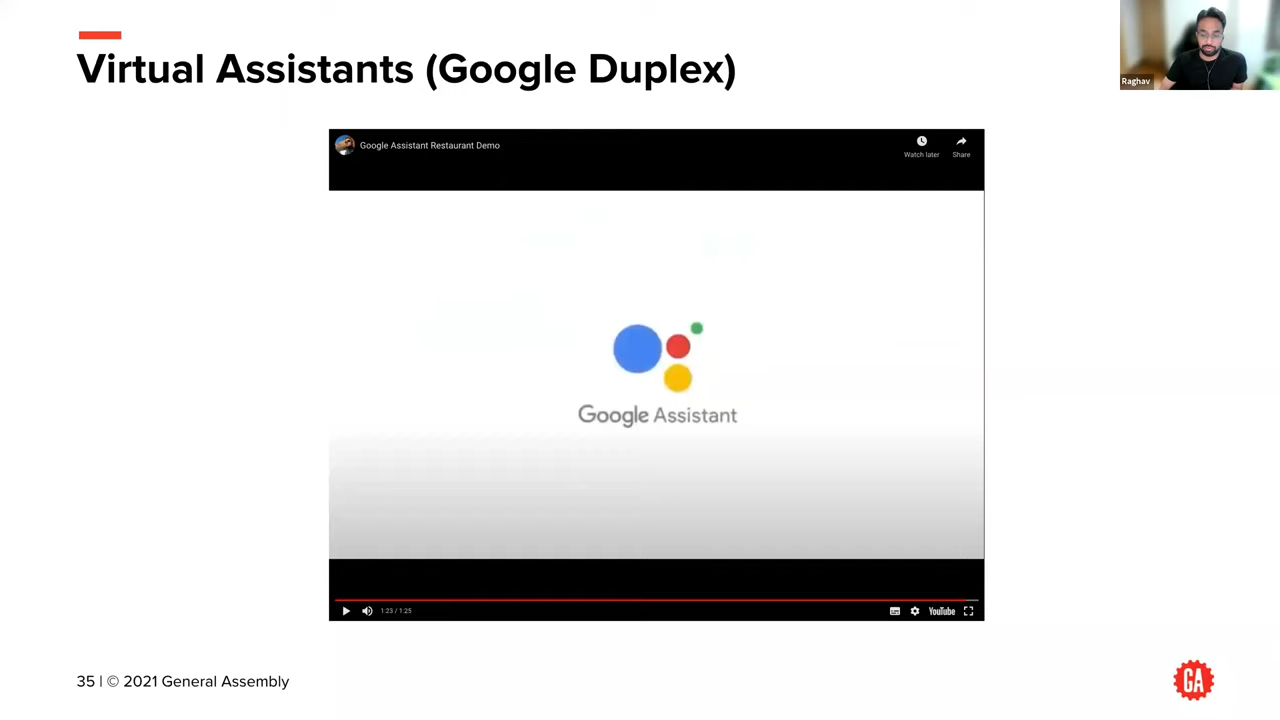 Virtual Assistants (Google Duplex)
Raghav
Google Assistant Restaurant Demo
Watch later
Share
Google Assistant
1:23 / 1:25
YouTube
35 | © 2021 General Assembly
GA